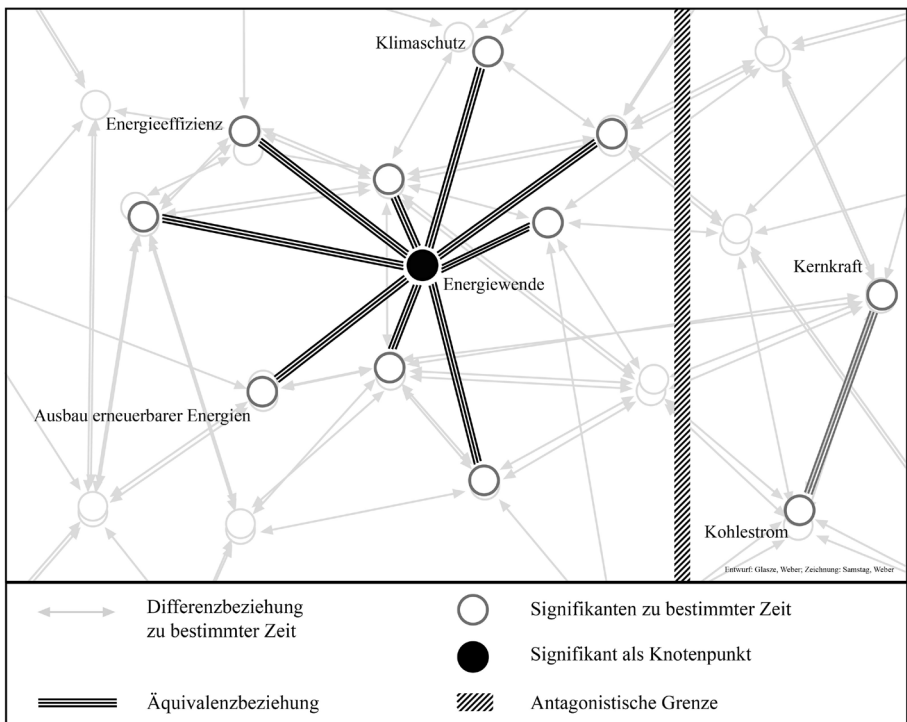 Klimaschutz
Energieeffizienz
Energiewende
Kernkraft
Ausbau erneuerbarer Energien
Kohlestrom
Entwurf: Glasze, Weber; Zeichnung: Samstag, Weber
Differenzbeziehung
zu bestimmter Zeit
Signifikanten zu bestimmter Zeit
Signifikant als Knotenpunkt
Äquivalenzbeziehung
Antagonistische Grenze